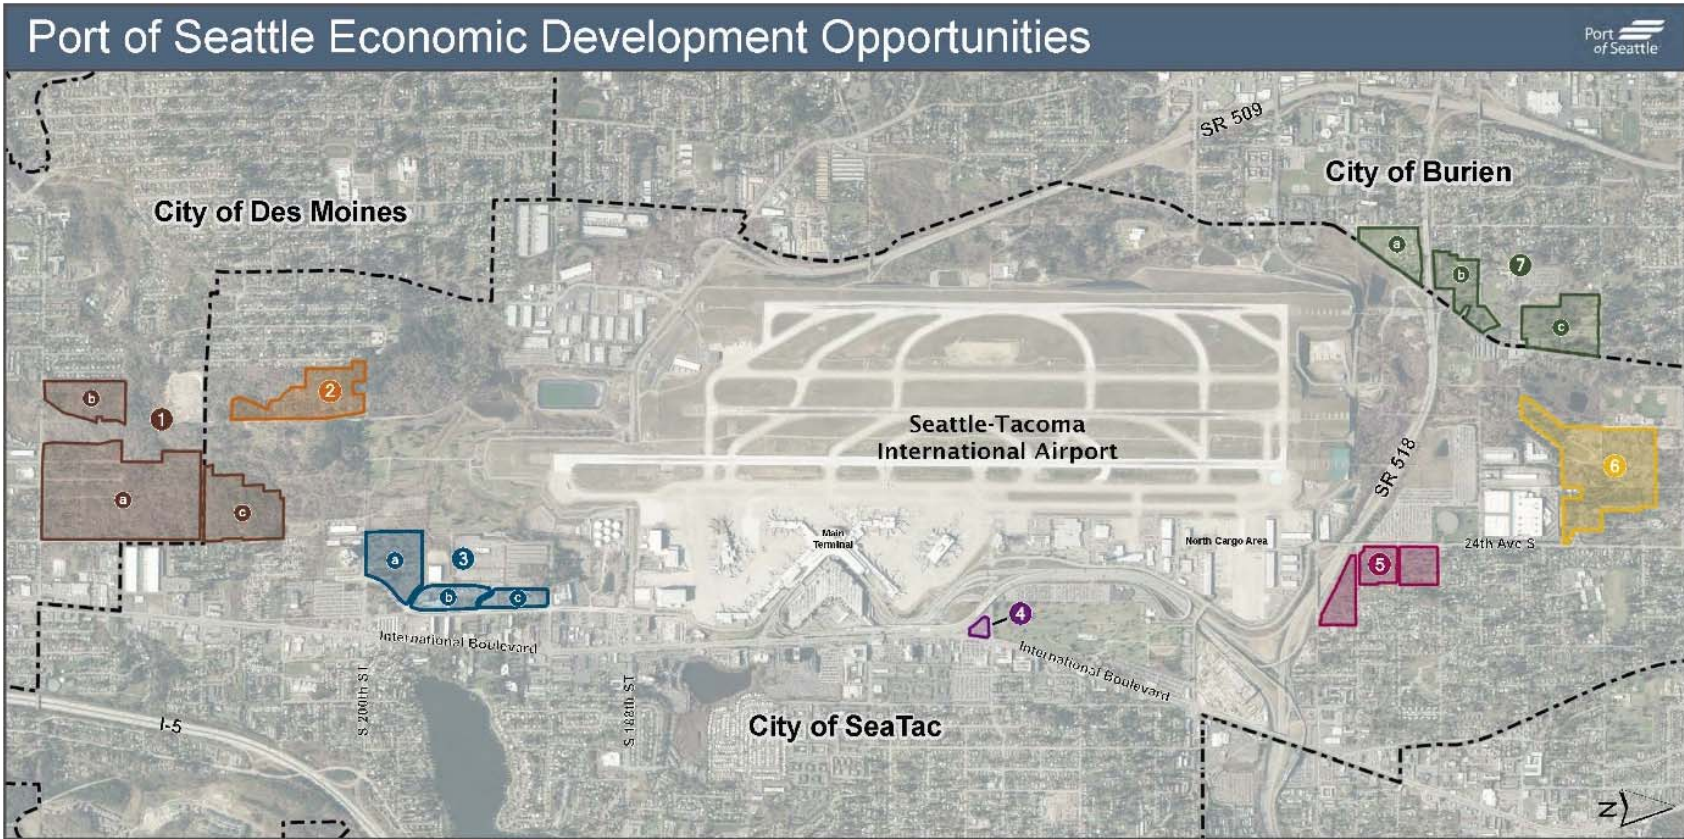 Port of Seattle Economic Development Opportunities
Port
of Seattle
SR 509
City of Burien
City of Des Moines
a
7
b
c
2
b
1
a
c
Seattle-Tacoma
International Airport
SR 518
6
Main
Terminal
North Cargo Area
24th Ave S
a
3
b
c
5
4
International Boulevard
International Boulevard
S 200th ST
S 188th ST
City of SeaTac
I-5
N